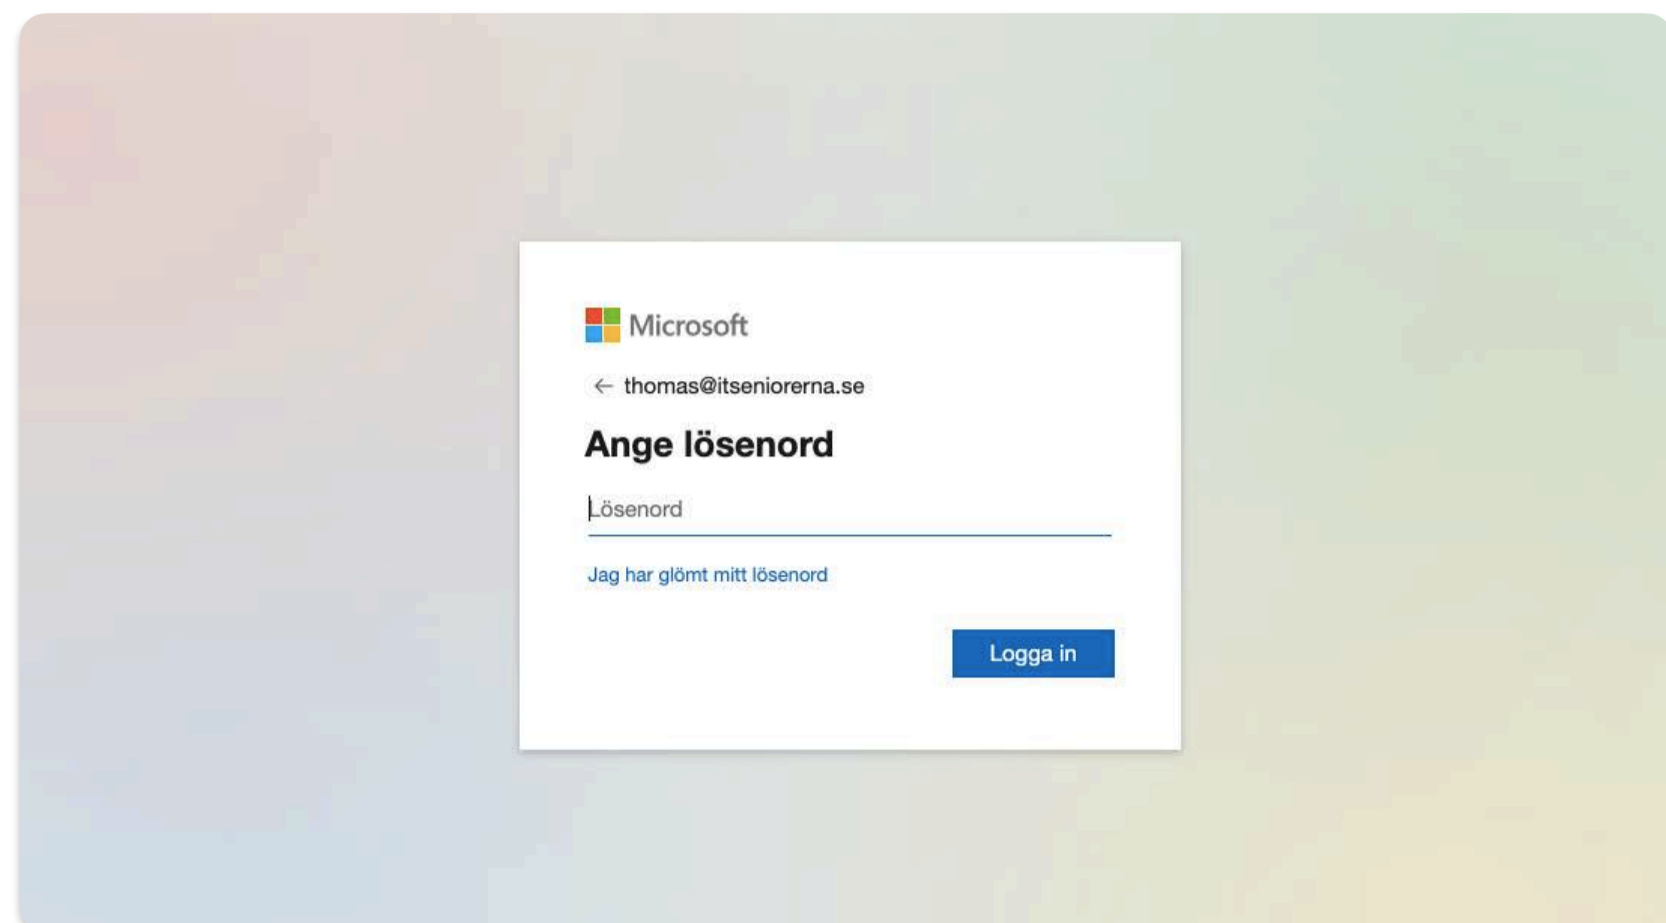 Microsoft
← thomas@itseniorerna.se
Ange lösenord
Lösenord
Jag har glömt mitt lösenord
Logga in